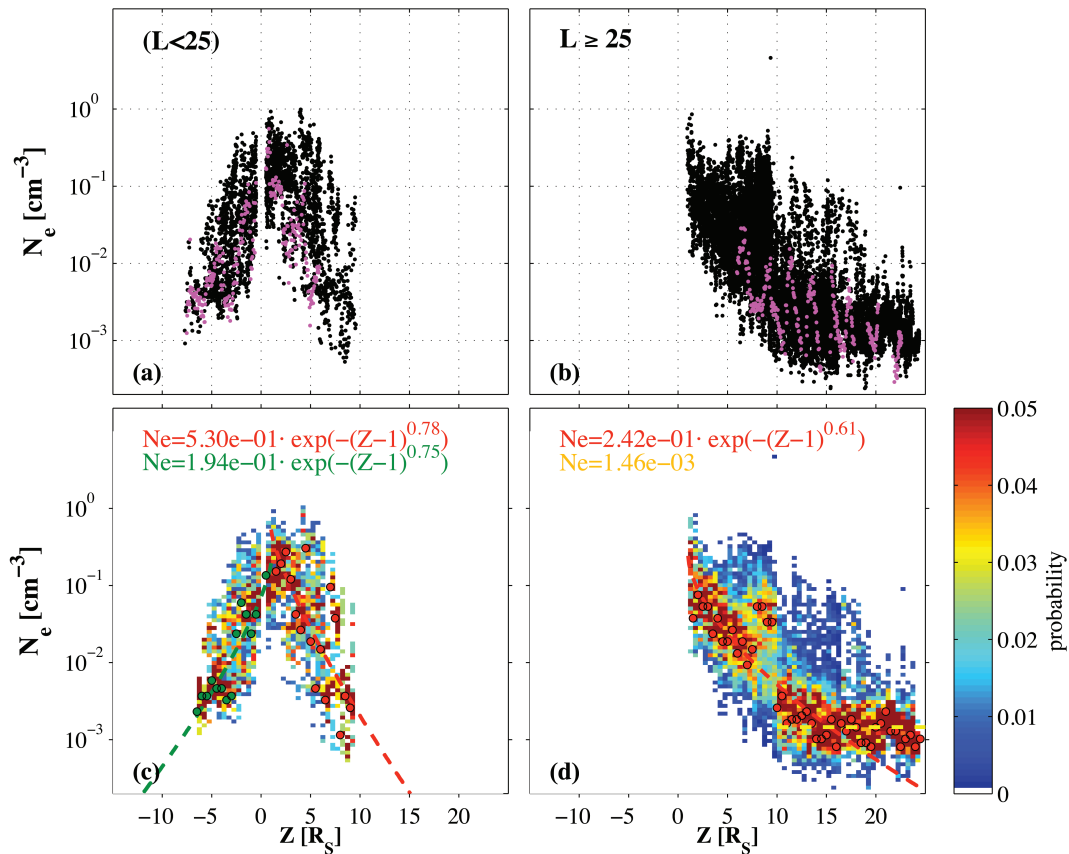 (L<25)
L ≥ 25
N_e [cm^−3]
10^0
10^−1
10^−2
10^−3
(a)
(b)
Ne=5.30e−01· exp(−(Z−1)^0.78)
Ne=1.94e−01· exp(−(Z−1)^0.75)
Ne=2.42e−01· exp(−(Z−1)^0.61)
Ne=1.46e−03
N_e [cm^−3]
10^0
10^−1
10^−2
10^−3
(c)
(d)
−10 −5 0 5 10 15 20
−10 −5 0 5 10 15 20
Z [R_S]
Z [R_S]
0.05
0.04
0.03
0.02
0.01
0
probability